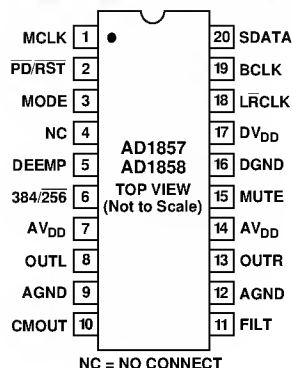 MCLK 1 20 SDATA
PD/RST 2 19 BCLK
MODE 3 18 LRCLK
NC 4 17 DVDD
DEEMP 5 16 DGND
384/256 6 15 MUTE
AVDD 7 14 AVDD
OUTL 8 13 OUTR
AGND 9 12 AGND
CMOUT 10 11 FILT
AD1857
AD1858
TOP VIEW
(Not to Scale)
NC = NO CONNECT